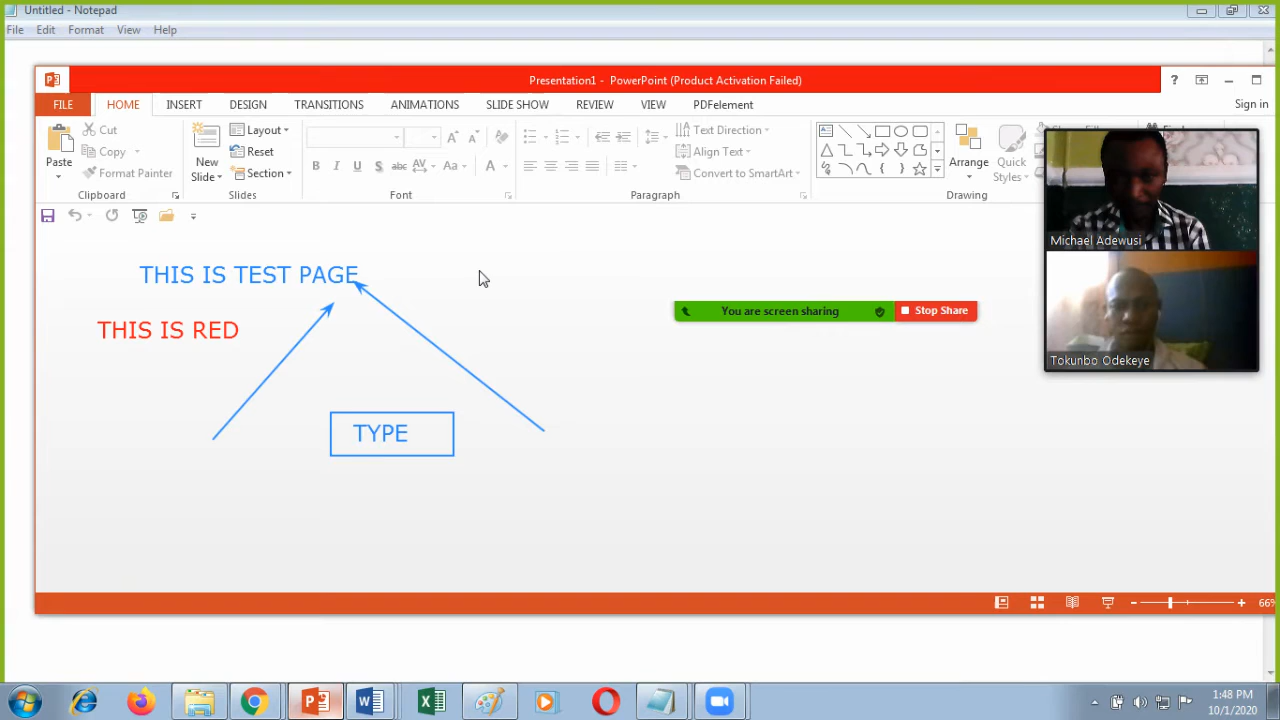 Untitled - Notepad
File Edit Format View Help
Presentation1 - PowerPoint (Product Activation Failed)
FILE HOME INSERT DESIGN TRANSITIONS ANIMATIONS SLIDE SHOW REVIEW VIEW PDFelement Sign in
Cut
Copy
Format Painter
Paste
Clipboard
New
Slide
Layout
Reset
Section
Slides
Font
Text Direction
Align Text
Convert to SmartArt
Paragraph
Arrange
Quick
Styles
Drawing
THIS IS TEST PAGE
THIS IS RED
TYPE
You are screen sharing Stop Share
Michael Adewusi
Tokunbo Odekeye
66%
1:48 PM
10/1/2020